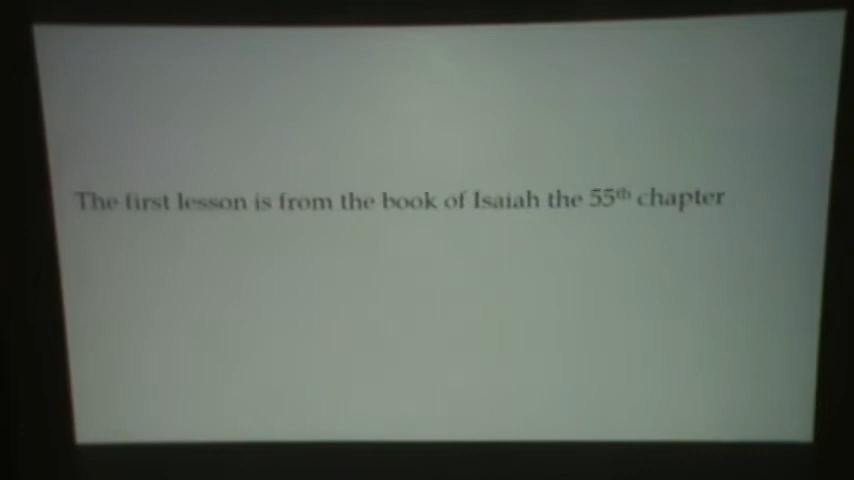 The first lesson is from the book of Isaiah the 55th chapter